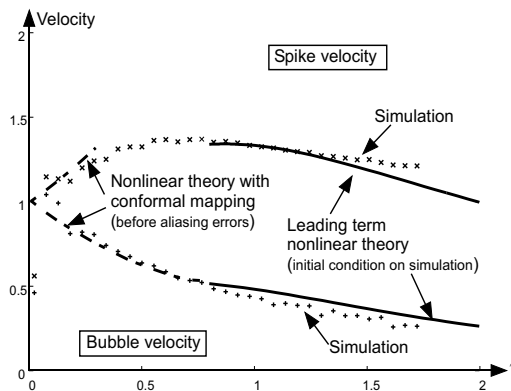 Velocity
2
Spike velocity
1.5
Simulation
1
Nonlinear theory with
conformal mapping
(before aliasing errors)
Leading term
nonlinear theory
(initial condition on simulation)
0.5
Bubble velocity
Simulation
0
0
0.5
1
1.5
2